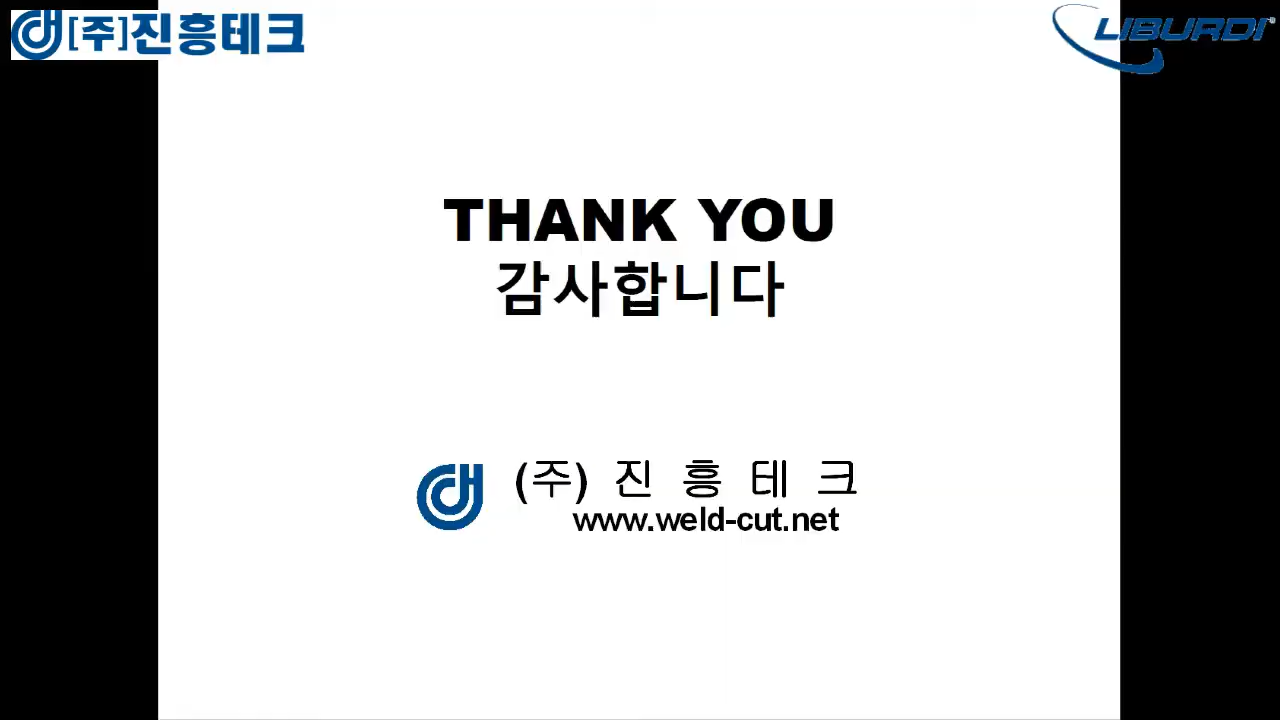 [주]진흥테크
LIBURDI®
THANK YOU
감사합니다
(주) 진 흥 테 크
www.weld-cut.net